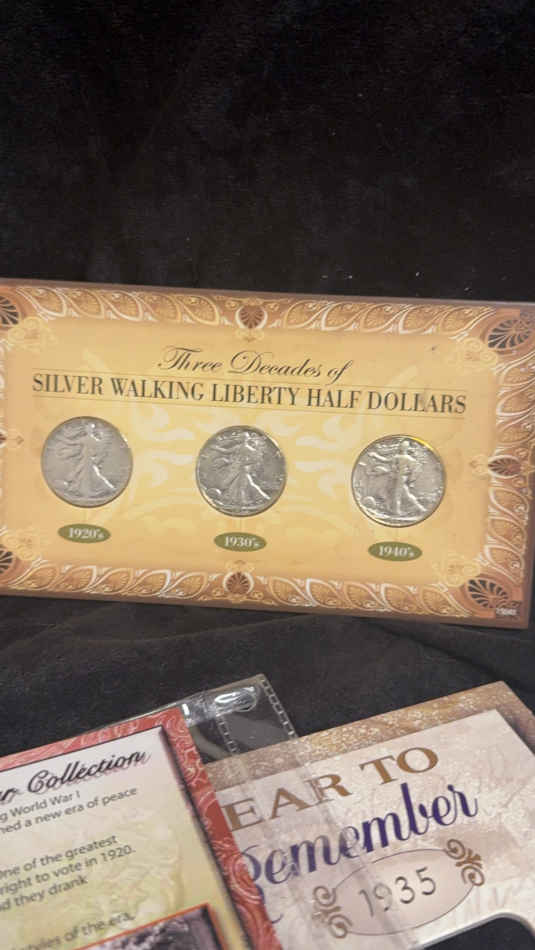 Three Decades of
SILVER WALKING LIBERTY HALF DOLLARS
1920's
1930's
1940's
Collection
World War I
a new era of peace
one of the greatest
right to vote in 1920.
they drank
of the era,
EAR TO
Remember
1935